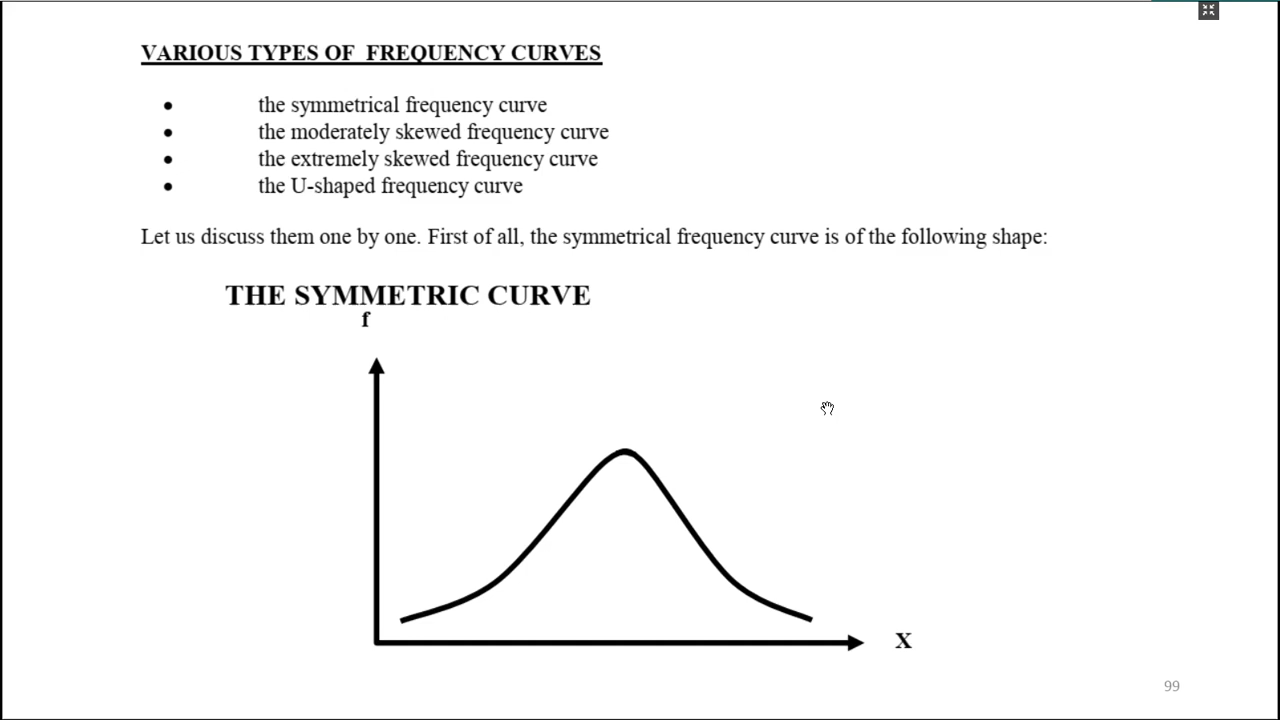 VARIOUS TYPES OF FREQUENCY CURVES
• the symmetrical frequency curve
• the moderately skewed frequency curve
• the extremely skewed frequency curve
• the U-shaped frequency curve
Let us discuss them one by one. First of all, the symmetrical frequency curve is of the following shape:
THE SYMMETRIC CURVE
f
X
99